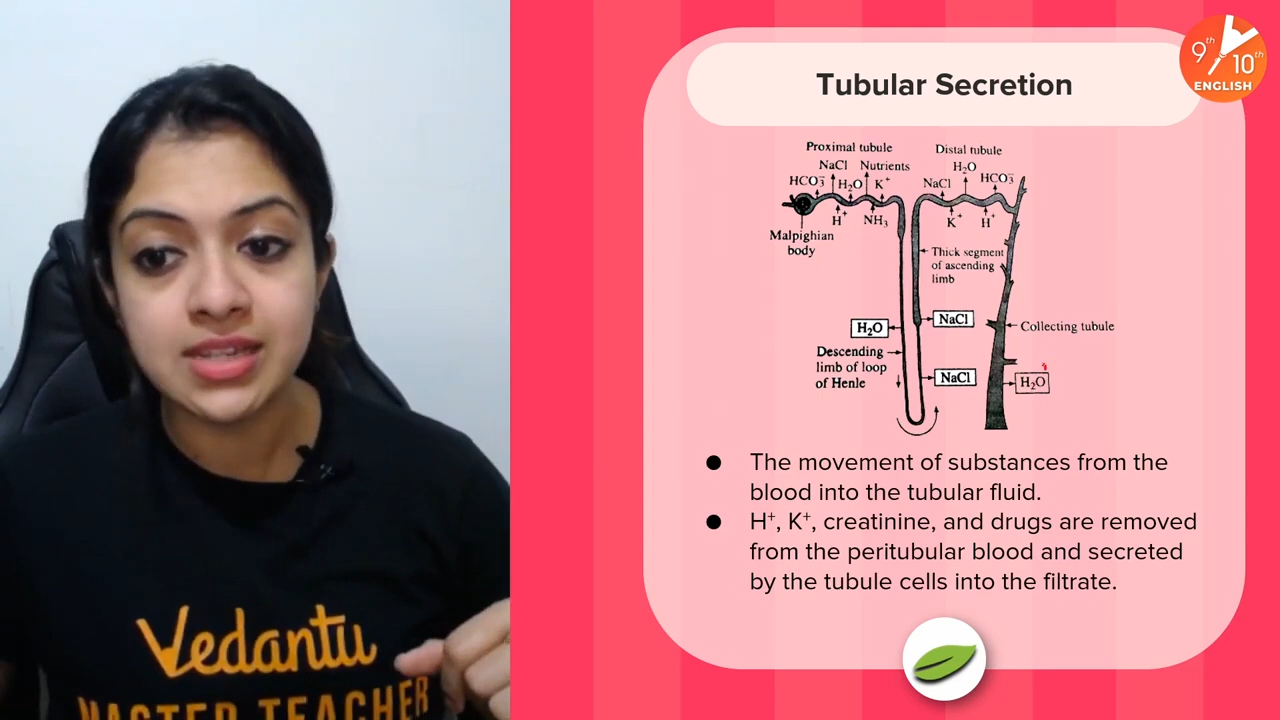 Tubular Secretion
9th
10th
ENGLISH
Proximal tubule
Distal tubule
NaCl Nutrients
H₂O
HCO₃⁻ H₂O K⁺
NaCl HCO₃⁻
H⁺ NH₃
K⁺ H⁺
Malpighian
body
Thick segment
of ascending
limb
H₂O
NaCl
Collecting tubule
Descending
limb of loop
of Henle
NaCl
H₂O
● The movement of substances from the
blood into the tubular fluid.
● H⁺, K⁺, creatinine, and drugs are removed
from the peritubular blood and secreted
by the tubule cells into the filtrate.
Vedantu
MASTER TEACHER